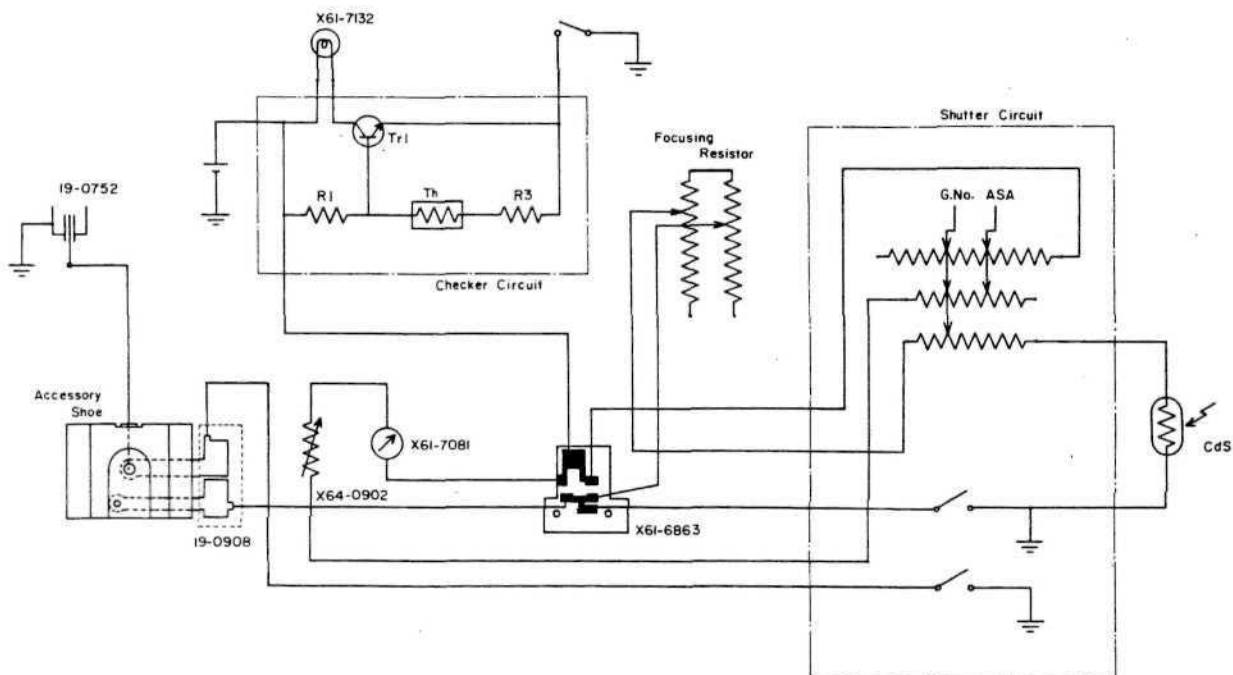 X61-7132
Tr1
R1
Th
R3
Checker Circuit
19-0752
Focusing
Resistor
Shutter Circuit
G.No. ASA
CdS
Accessory
Shoe
X61-7081
X64-0902
19-0908
X61-6863